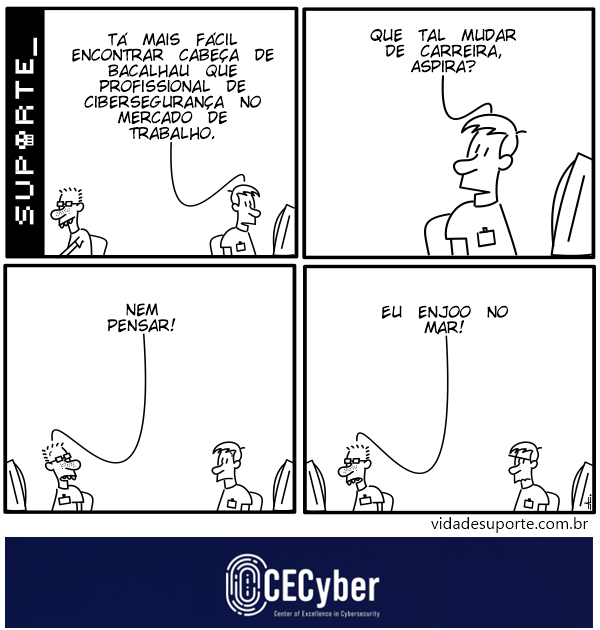 SUPORTE_
TÁ MAIS FÁCIL
ENCONTRAR CABEÇA DE
BACALHAU QUE
PROFISSIONAL DE
CIBERSEGURANÇA NO
MERCADO DE
TRABALHO.
QUE TAL MUDAR
DE CARREIRA,
ASPIRA?
NEM
PENSAR!
EU ENJOO NO
MAR!
vidadesuporte.com.br
CECyber
Center of Excellence in Cybersecurity